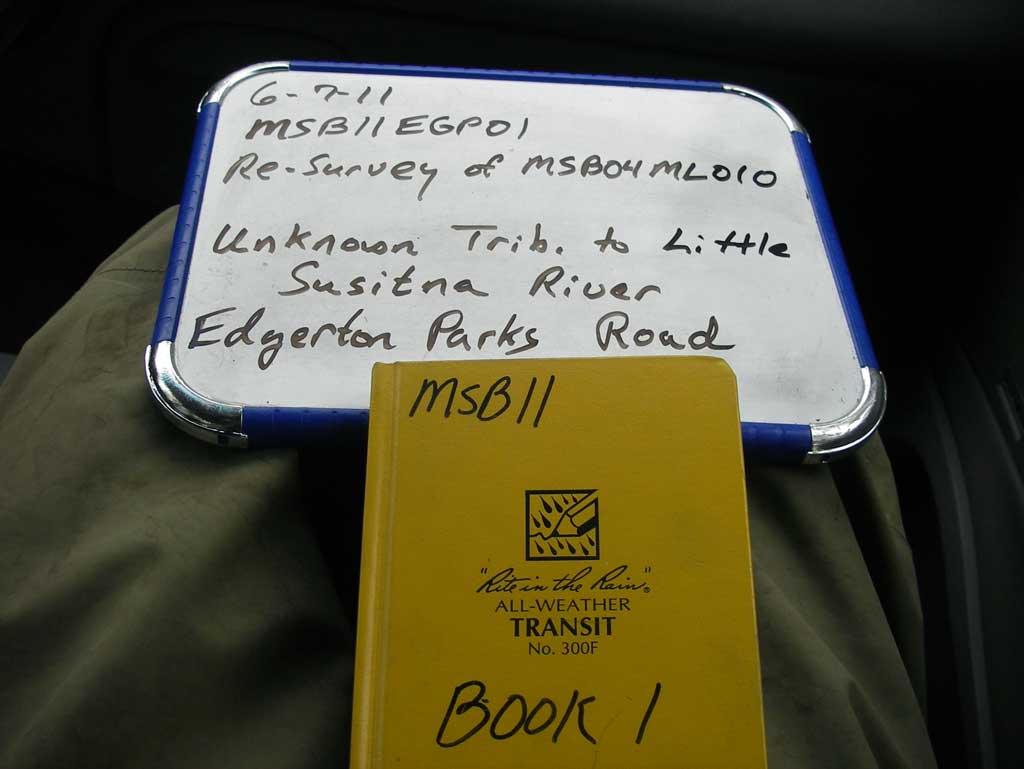 6-7-11
MSB11EGP01
Re-Survey of MSB04ML010
Unknown Trib. to Little
Susitna River
Edgerton Parks Road
MSB11
"Rite in the Rain"®
ALL-WEATHER
TRANSIT
No. 300F
BOOK 1